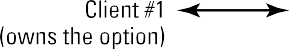 Client #1
(owns the option)